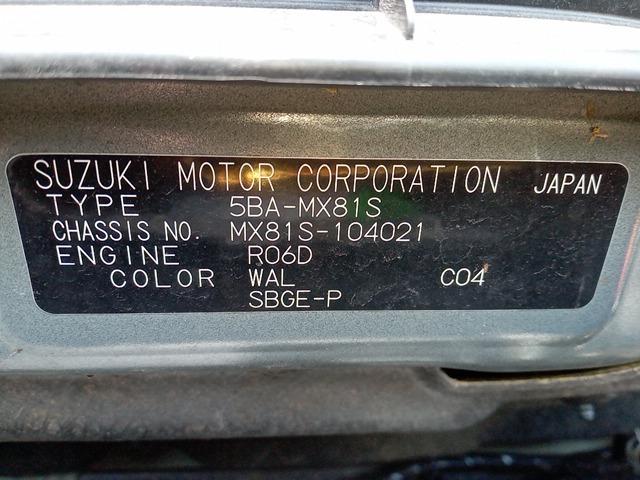 SUZUKI MOTOR CORPORATION JAPAN
TYPE 5BA-MX81S
CHASSIS NO. MX81S-104021
ENGINE R06D
COLOR WAL C04
SBGE-P